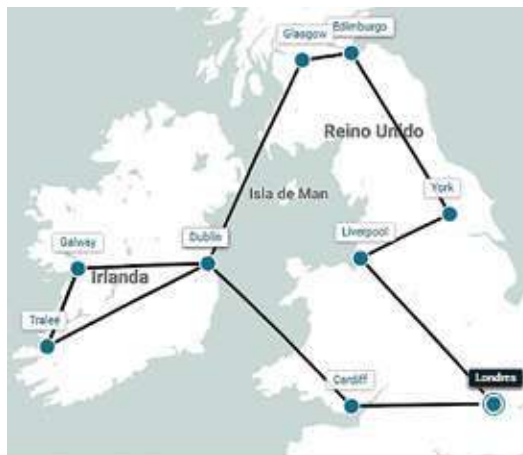 Edimburgo
Glasgow
Reino Unido
York
Isla de Man
Liverpool
Dublin
Galway
Irlanda
Tralee
Cardiff
Londres